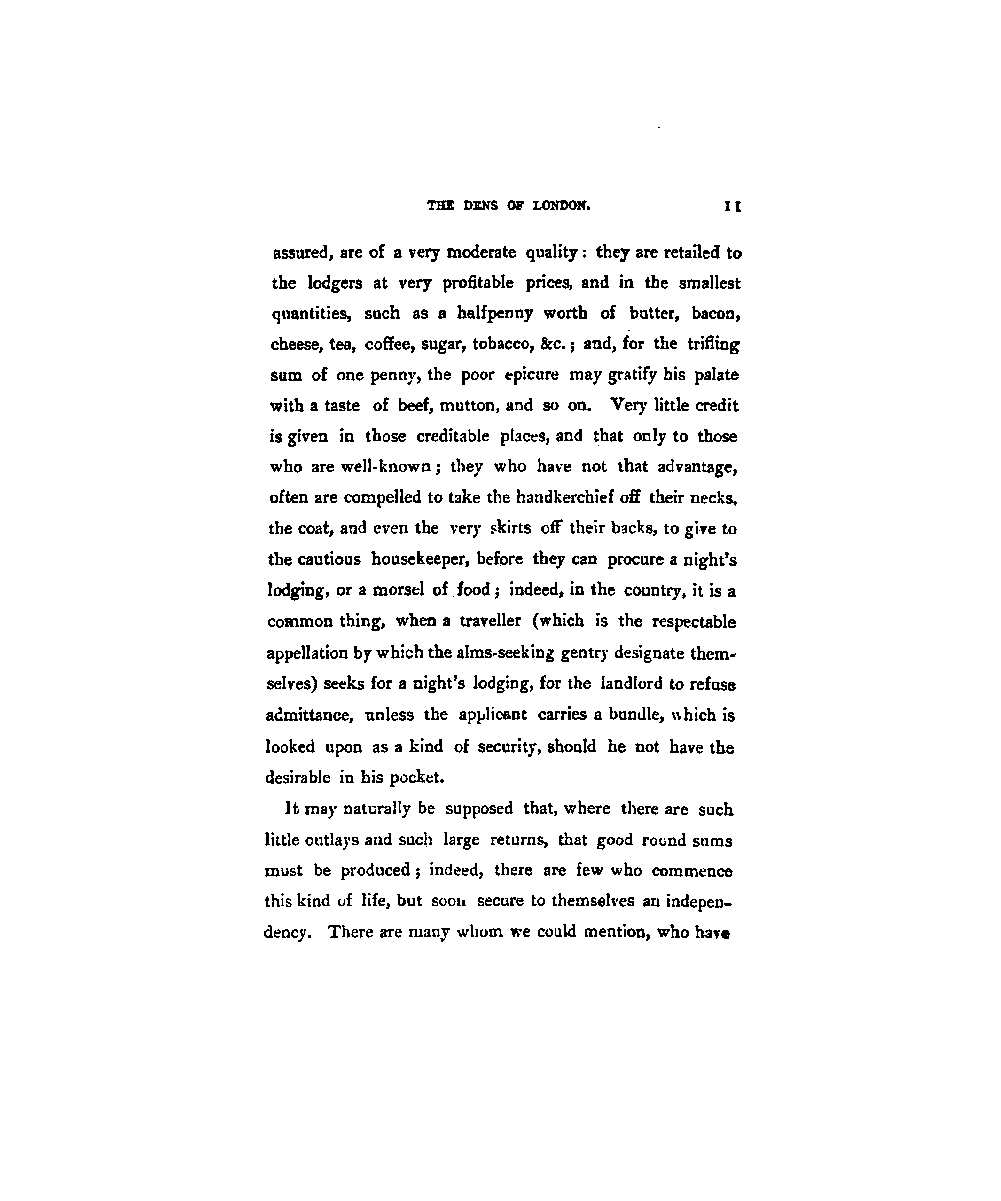 THE DENS OF LONDON. 11
assured, are of a very moderate quality : they are retailed to
the lodgers at very profitable prices, and in the smallest
quantities, such as a halfpenny worth of butter, bacon,
cheese, tea, coffee, sugar, tobacco, &c. ; and, for the trifling
sum of one penny, the poor epicure may gratify his palate
with a taste of beef, mutton, and so on. Very little credit
is given in those creditable places, and that only to those
who are well-known ; they who have not that advantage,
often are compelled to take the handkerchief off their necks,
the coat, and even the very skirts off their backs, to give to
the cautious housekeeper, before they can procure a night's
lodging, or a morsel of food ; indeed, in the country, it is a
common thing, when a traveller (which is the respectable
appellation by which the alms-seeking gentry designate them-
selves) seeks for a night's lodging, for the landlord to refuse
admittance, unless the applicant carries a bundle, which is
looked upon as a kind of security, should he not have the
desirable in his pocket.
It may naturally be supposed that, where there are such
little outlays and such large returns, that good round sums
must be produced ; indeed, there are few who commence
this kind of life, but soon secure to themselves an indepen-
dency. There are many whom we could mention, who have